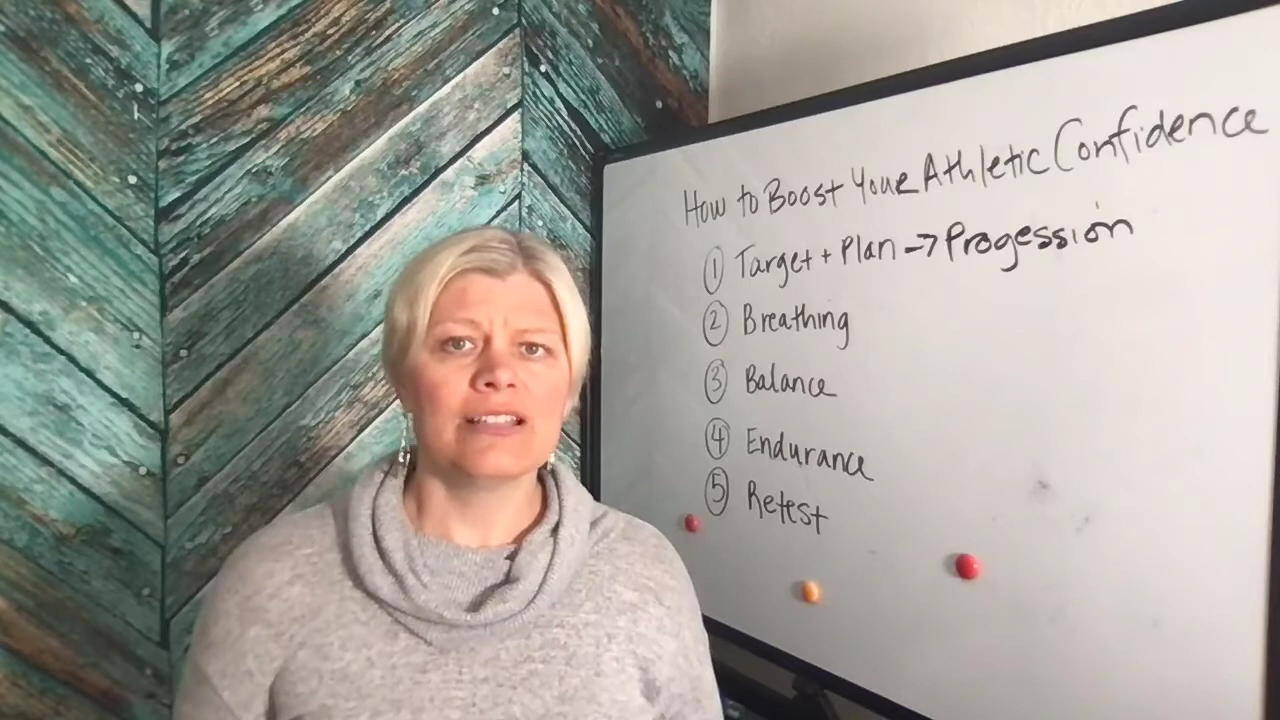 How to Boost Your Athletic Confidence
① Target + Plan → Progession
② Breathing
③ Balance
④ Endurance
⑤ Retest